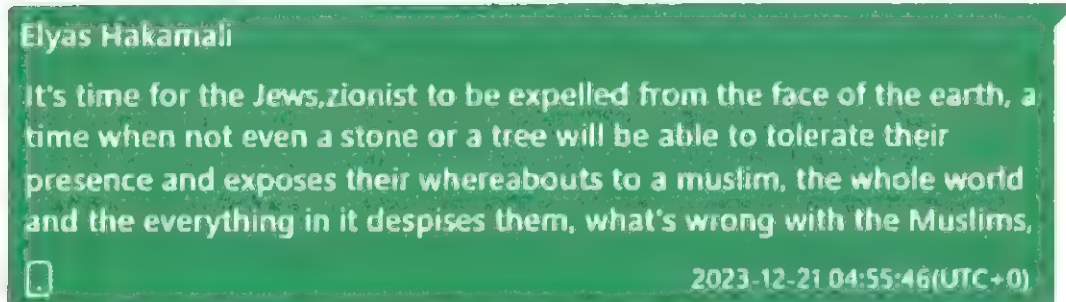 Elyas Hakamali
It's time for the Jews,zionist to be expelled from the face of the earth, a
time when not even a stone or a tree will be able to tolerate their
presence and exposes their whereabouts to a muslim, the whole world
and the everything in it despises them, what's wrong with the Muslims,
.
2023-12-21 04:55:46(UTC+0)